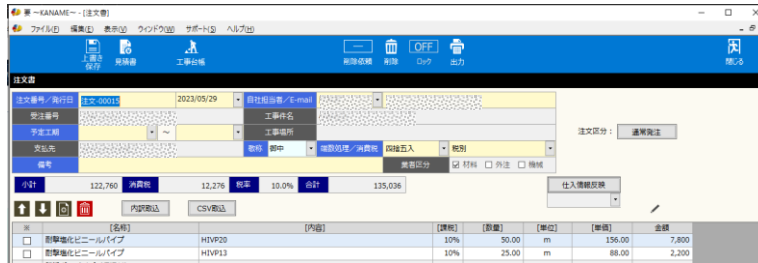 要 ～KANAME～ - [注文書]
ファイル(F) 編集(E) 表示(V) ウィンドウ(W) サポート(S) ヘルプ(H)
上書き保存 見積書 工事台帳 削除依頼 削除 OFF ロック 出力 閉じる
注文書
注文番号／発行日 注文-00015 2023/05/29 自社担当者／E-mail
受注番号 工事件名
予定工期 ～ 工事場所 注文区分： 通常発注
支払先 敬称 御中 端数処理／消費税 四捨五入 税別
備考 業者区分 材料 外注 機械
小計 122,760 消費税 12,276 税率 10.0% 合計 135,036 仕入情報反映
内訳取込 CSV取込
※ [名称] [内容] [課税] [数量] [単位] [単価] 金額
耐撃塩化ビニールパイプ HIVP20 10% 50.00 m 156.00 7,800
耐撃塩化ビニールパイプ HIVP13 10% 25.00 m 88.00 2,200